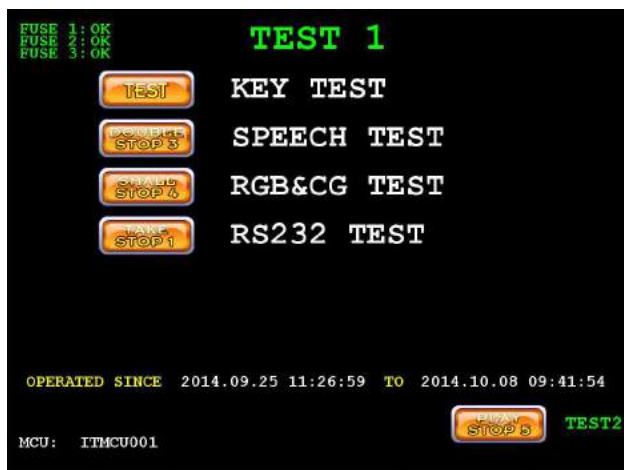 FUSE 1:OK
FUSE 2:OK
FUSE 3:OK
TEST 1
TEST KEY TEST
DOUBLE STOP 3 SPEECH TEST
SMALL STOP 4 RGB&CG TEST
TAKE STOP 1 RS232 TEST
OPERATED SINCE 2014.09.25 11:26:59 TO 2014.10.08 09:41:54
PLAY STOP 5 TEST2
MCU: ITMCU001